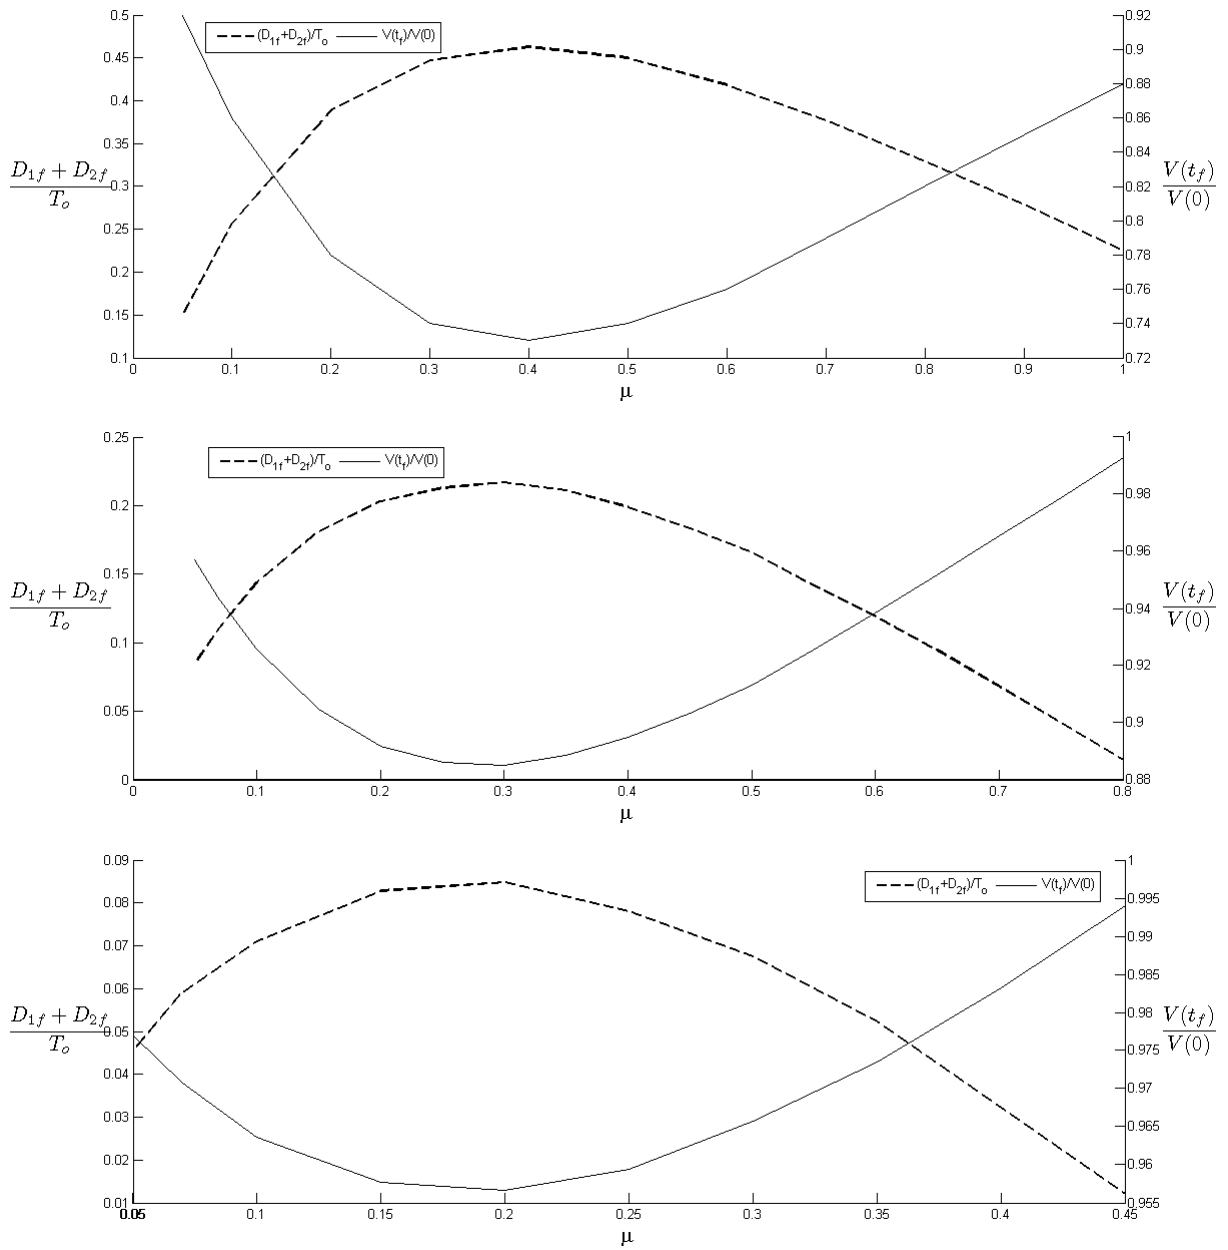 0.5 0.92
(D1f+D2f)/To V(tf)/V(0)
0.45 0.9
0.4 0.88
0.35 0.86
0.3 0.84
0.25 0.82
0.2 0.8
0.15 0.78
0.1 0.76
0.74
0.72
D1f + D2f
To
V(tf)
V(0)
0 0.1 0.2 0.3 0.4 0.5 0.6 0.7 0.8 0.9 1
μ
0.25 1
(D1f+D2f)/To V(tf)/V(0)
0.2 0.98
0.15 0.96
0.1 0.94
0.05 0.92
0 0.9
0.88
D1f + D2f
To
V(tf)
V(0)
0 0.1 0.2 0.3 0.4 0.5 0.6 0.7 0.8
μ
0.09 1
(D1f+D2f)/To V(tf)/V(0)
0.08 0.995
0.07 0.99
0.06 0.985
0.05 0.98
0.04 0.975
0.03 0.97
0.02 0.965
0.01 0.96
0.955
D1f + D2f
To
V(tf)
V(0)
0.05 0.1 0.15 0.2 0.25 0.3 0.35 0.4 0.45
μ